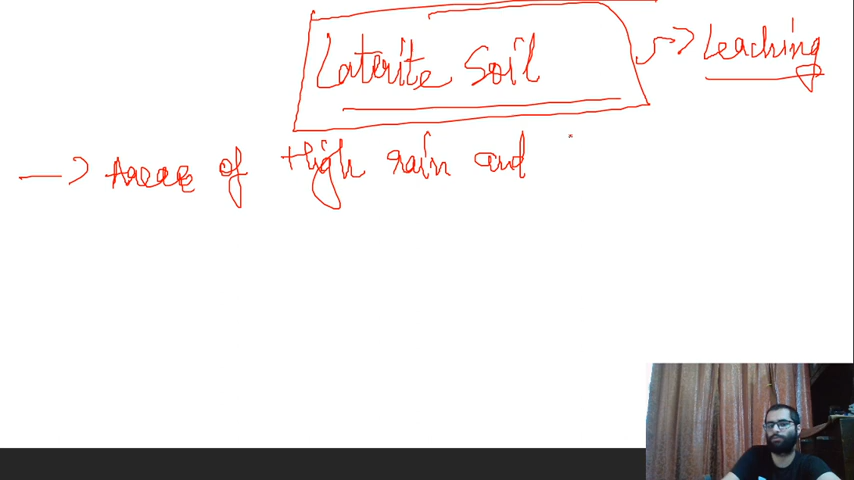 Laterite Soil → Leaching
→ Areas of High rain and